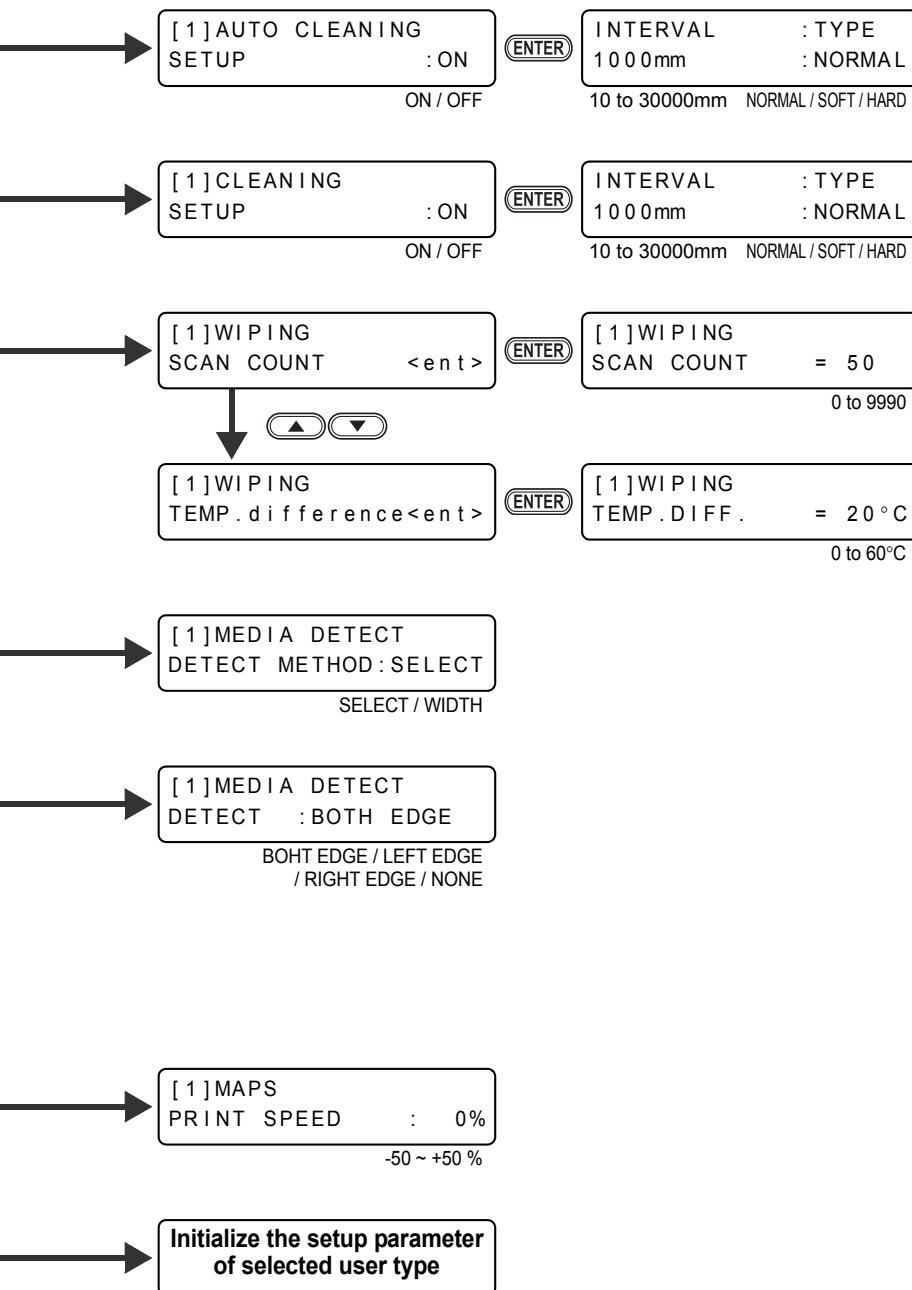 [1]AUTO CLEANING
SETUP :ON
ENTER
INTERVAL :TYPE
1000mm :NORMAL
ON / OFF
10 to 30000mm NORMAL / SOFT / HARD
[1]CLEANING
SETUP :ON
ENTER
INTERVAL :TYPE
1000mm :NORMAL
ON / OFF
10 to 30000mm NORMAL / SOFT / HARD
[1]WIPING
SCAN COUNT <ent>
ENTER
[1]WIPING
SCAN COUNT = 50
0 to 9990
[1]WIPING
TEMP.difference<ent>
ENTER
[1]WIPING
TEMP.DIFF. = 20°C
0 to 60°C
[1]MEDIA DETECT
DETECT METHOD:SELECT
SELECT / WIDTH
[1]MEDIA DETECT
DETECT :BOTH EDGE
BOHT EDGE / LEFT EDGE
/ RIGHT EDGE / NONE
[1]MAPS
PRINT SPEED : 0%
-50 ~ +50 %
Initialize the setup parameter
of selected user type